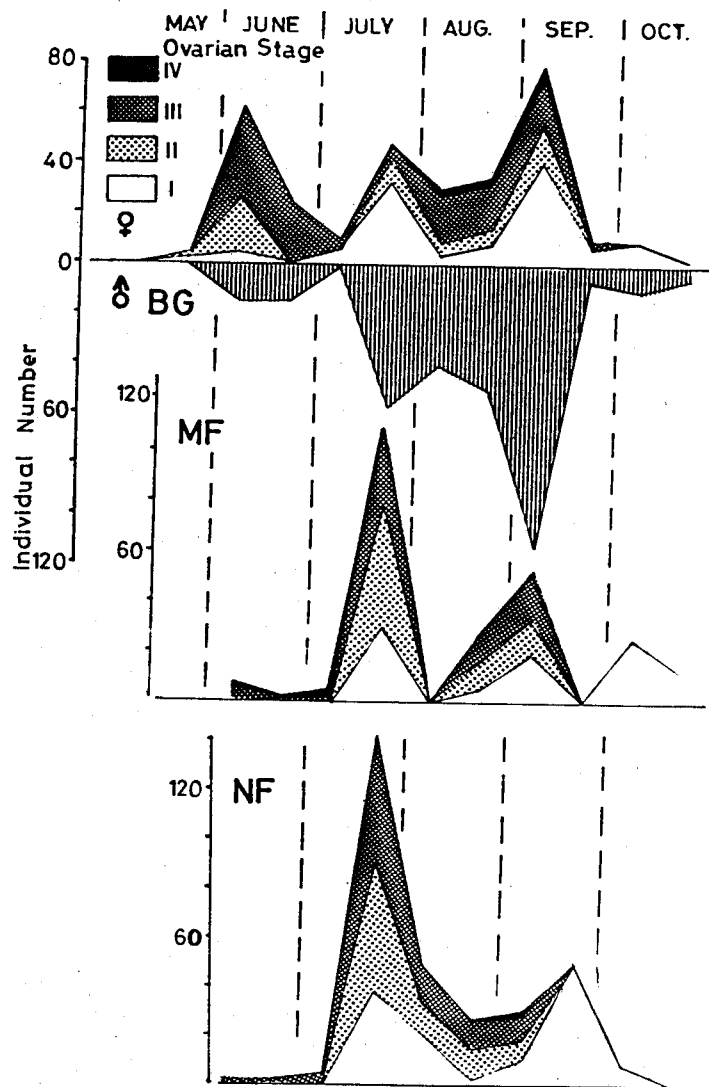 MAY JUNE JULY AUG. SEP. OCT.
Ovarian Stage
80
IV
III
40
II
I
♀
0
♂ BG
Individual Number
60
120
120
MF
60
NF
120
60